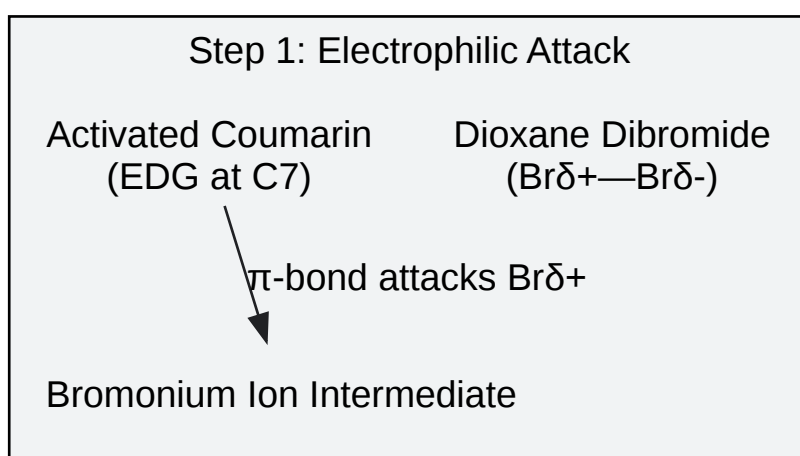 Step 1: Electrophilic Attack
Activated Coumarin
(EDG at C7)
Dioxane Dibromide
(Brδ+—Brδ-)
π-bond attacks Brδ+
Bromonium Ion Intermediate